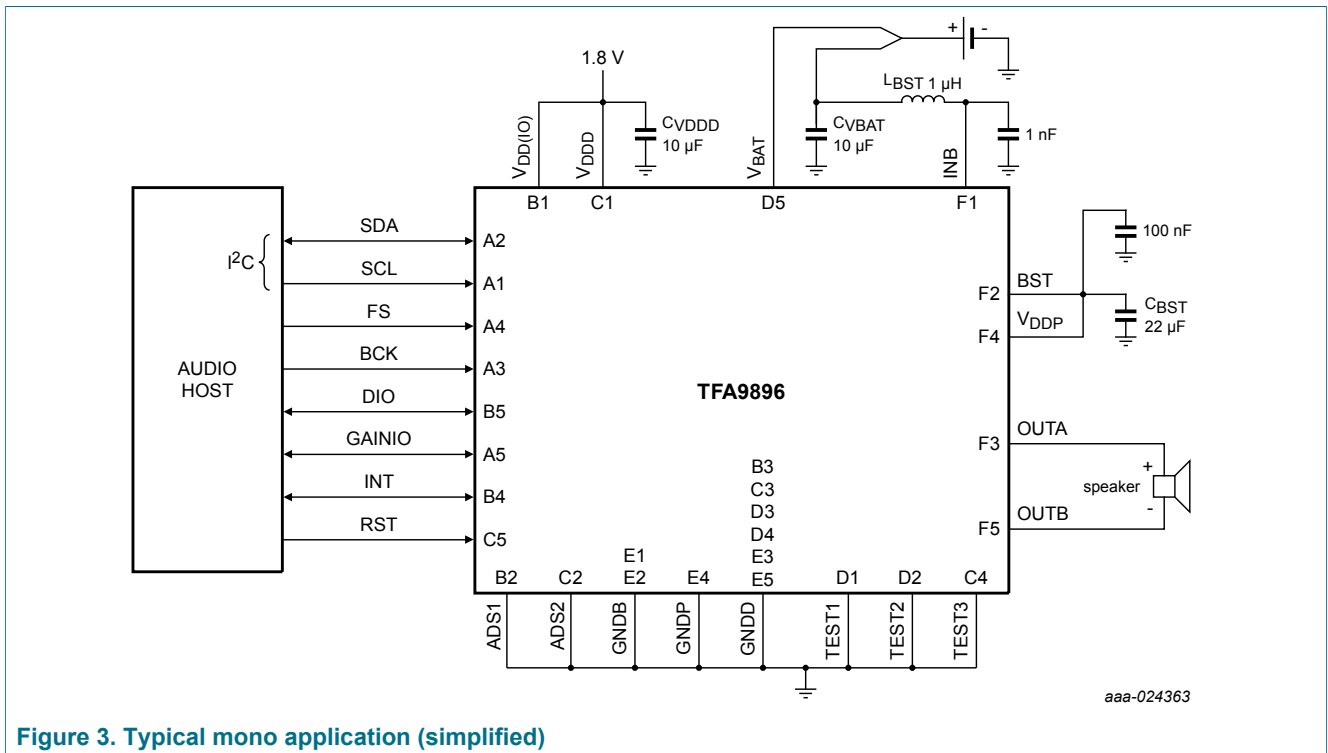 + -
1.8 V
LBST 1 µH
CVDDD
10 µF
CVBAT
10 µF
1 nF
VDD(IO)
VDDD
VBAT
INB
B1
C1
D5
F1
AUDIO
HOST
I2C
SDA
A2
SCL
A1
FS
A4
BCK
A3
DIO
B5
GAINIO
A5
INT
B4
RST
C5
TFA9896
100 nF
F2
BST
F4
VDDP
CBST
22 µF
F3
OUTA
+
speaker
-
F5
OUTB
B3
C3
D3
D4
E3
E5
E1
E2
B2
C2
E4
D1
D2
C4
ADS1
ADS2
GNDB
GNDP
GNDD
TEST1
TEST2
TEST3
aaa-024363
Figure 3. Typical mono application (simplified)